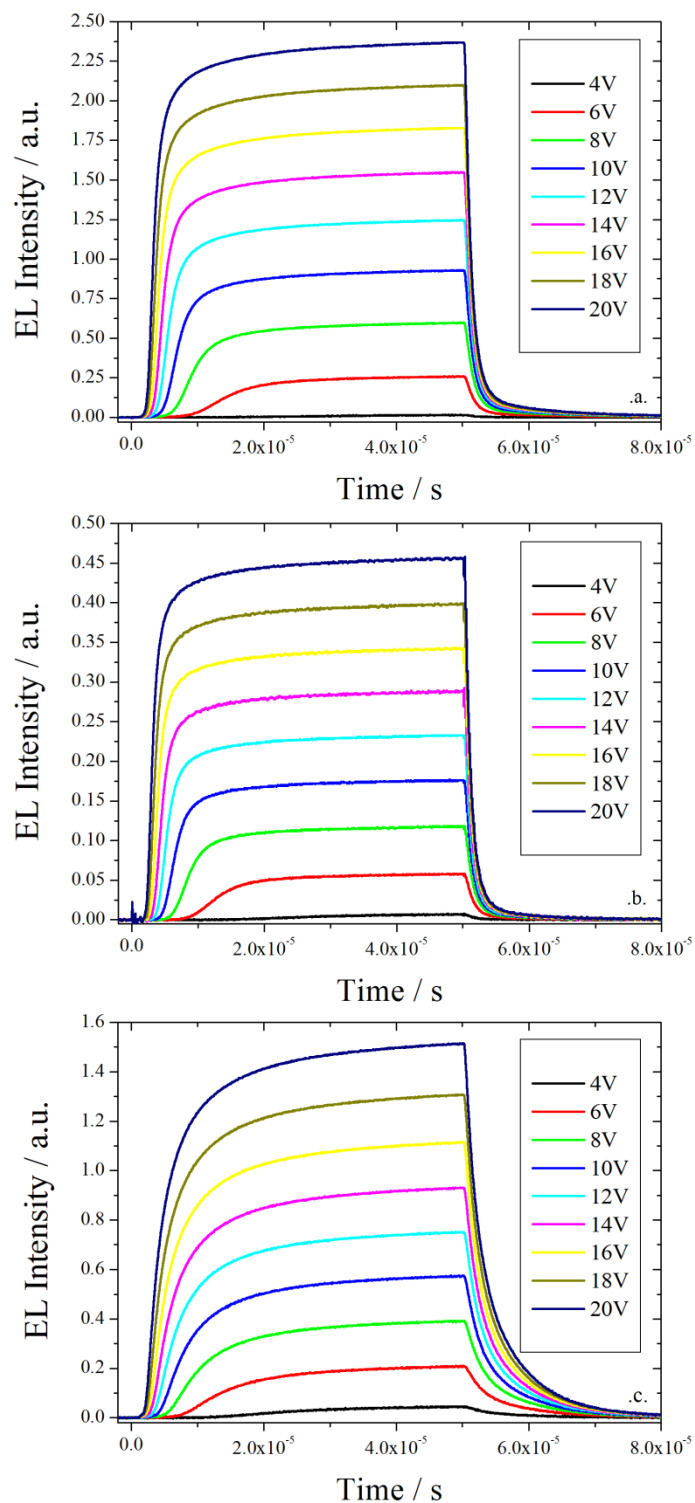 EL Intensity / a.u.
2.50
2.25
2.00
1.75
1.50
1.25
1.00
0.75
0.50
0.25
0.00
4V
6V
8V
10V
12V
14V
16V
18V
20V
.a.
0.0
2.0x10⁻⁵
4.0x10⁻⁵
6.0x10⁻⁵
8.0x10⁻⁵
Time / s
EL Intensity / a.u.
0.50
0.45
0.40
0.35
0.30
0.25
0.20
0.15
0.10
0.05
0.00
4V
6V
8V
10V
12V
14V
16V
18V
20V
.b.
0.0
2.0x10⁻⁵
4.0x10⁻⁵
6.0x10⁻⁵
8.0x10⁻⁵
Time / s
EL Intensity / a.u.
1.6
1.4
1.2
1.0
0.8
0.6
0.4
0.2
0.0
4V
6V
8V
10V
12V
14V
16V
18V
20V
.c.
0.0
2.0x10⁻⁵
4.0x10⁻⁵
6.0x10⁻⁵
8.0x10⁻⁵
Time / s